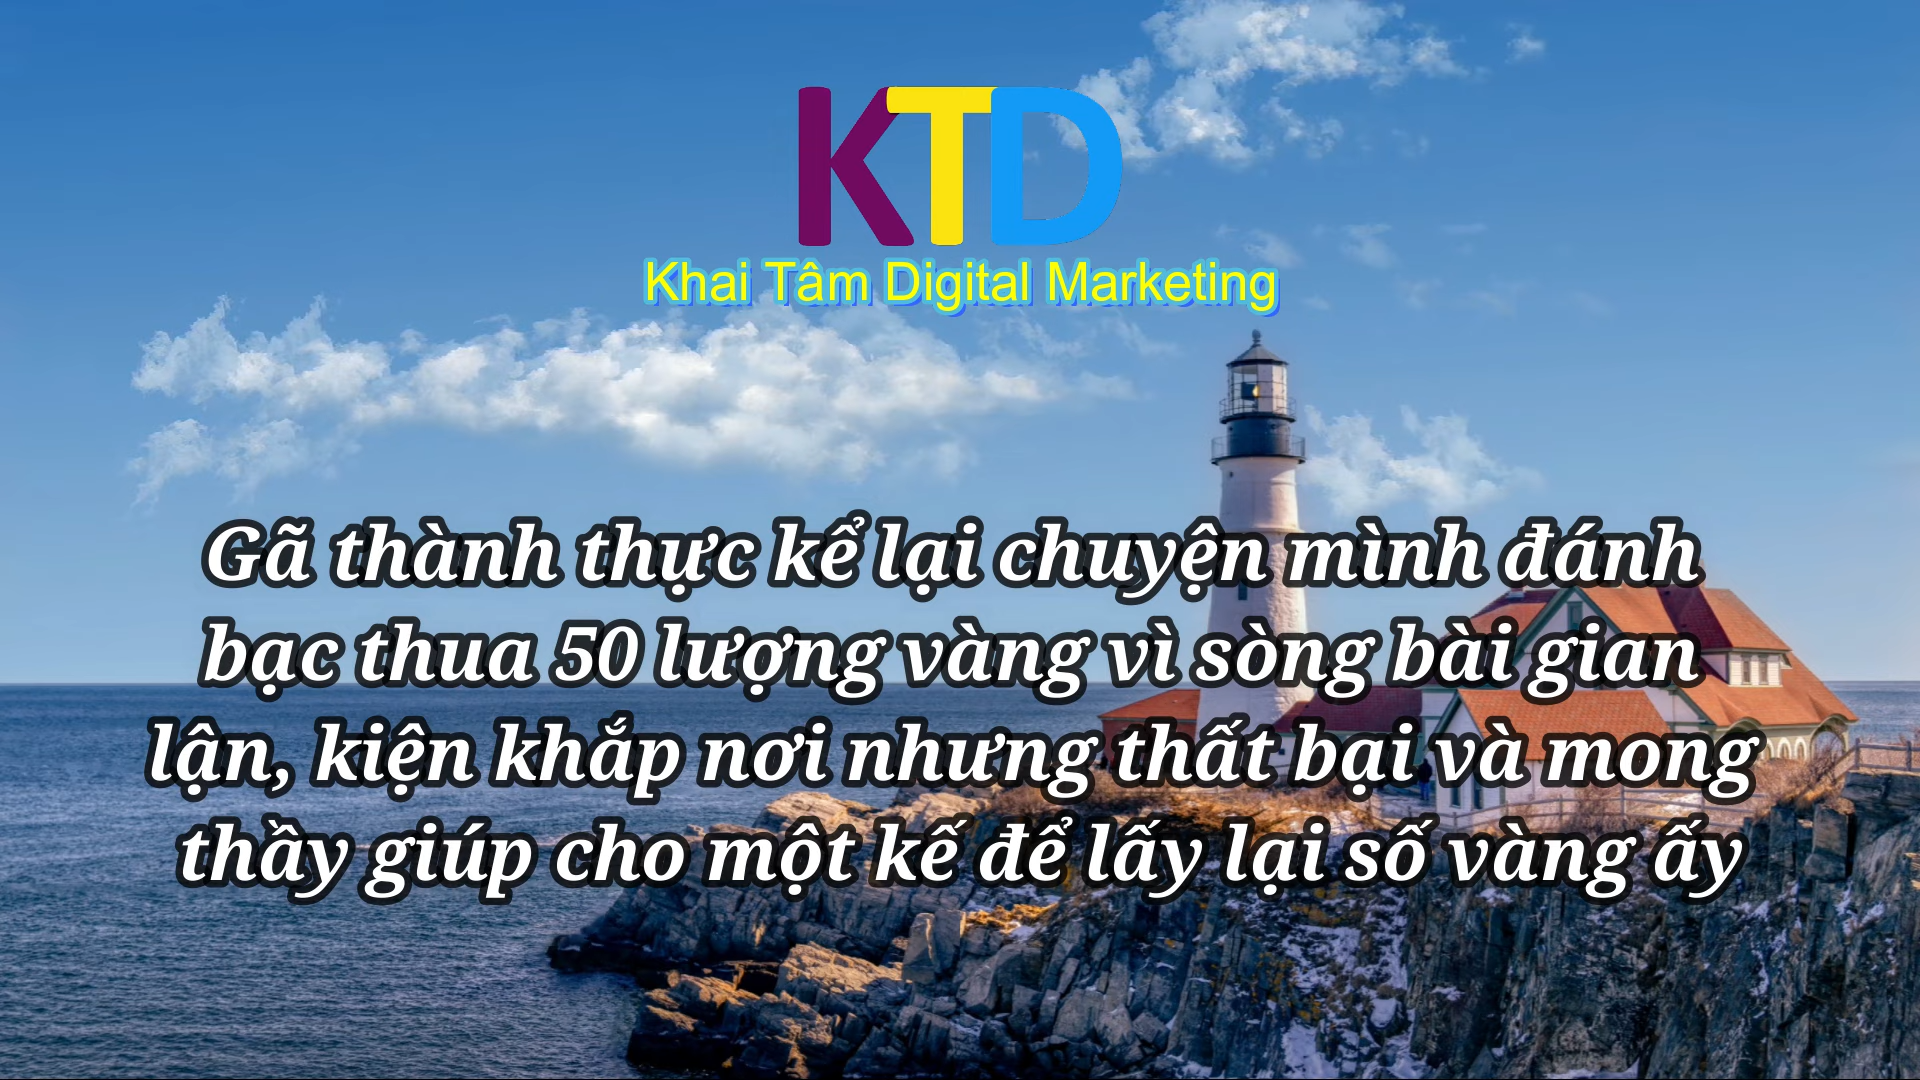 KTD
Khai Tâm Digital Marketing
Gã thành thực kể lại chuyện mình đánh
bạc thua 50 lượng vàng vì sòng bài gian
lận, kiện khắp nơi nhưng thất bại và mong
thầy giúp cho một kế để lấy lại số vàng ấy